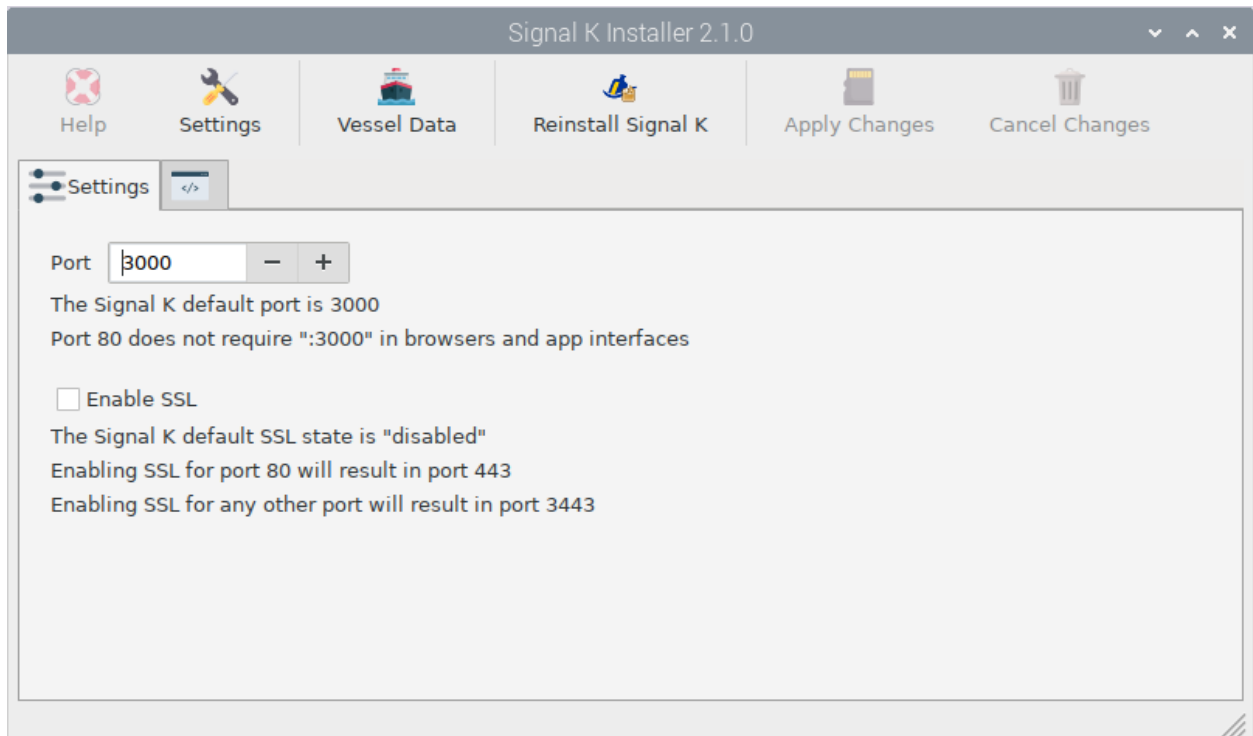 Signal K Installer 2.1.0
Help
Settings
Vessel Data
Reinstall Signal K
Apply Changes
Cancel Changes
Settings
</>
Port 3000 − +
The Signal K default port is 3000
Port 80 does not require ":3000" in browsers and app interfaces
Enable SSL
The Signal K default SSL state is "disabled"
Enabling SSL for port 80 will result in port 443
Enabling SSL for any other port will result in port 3443